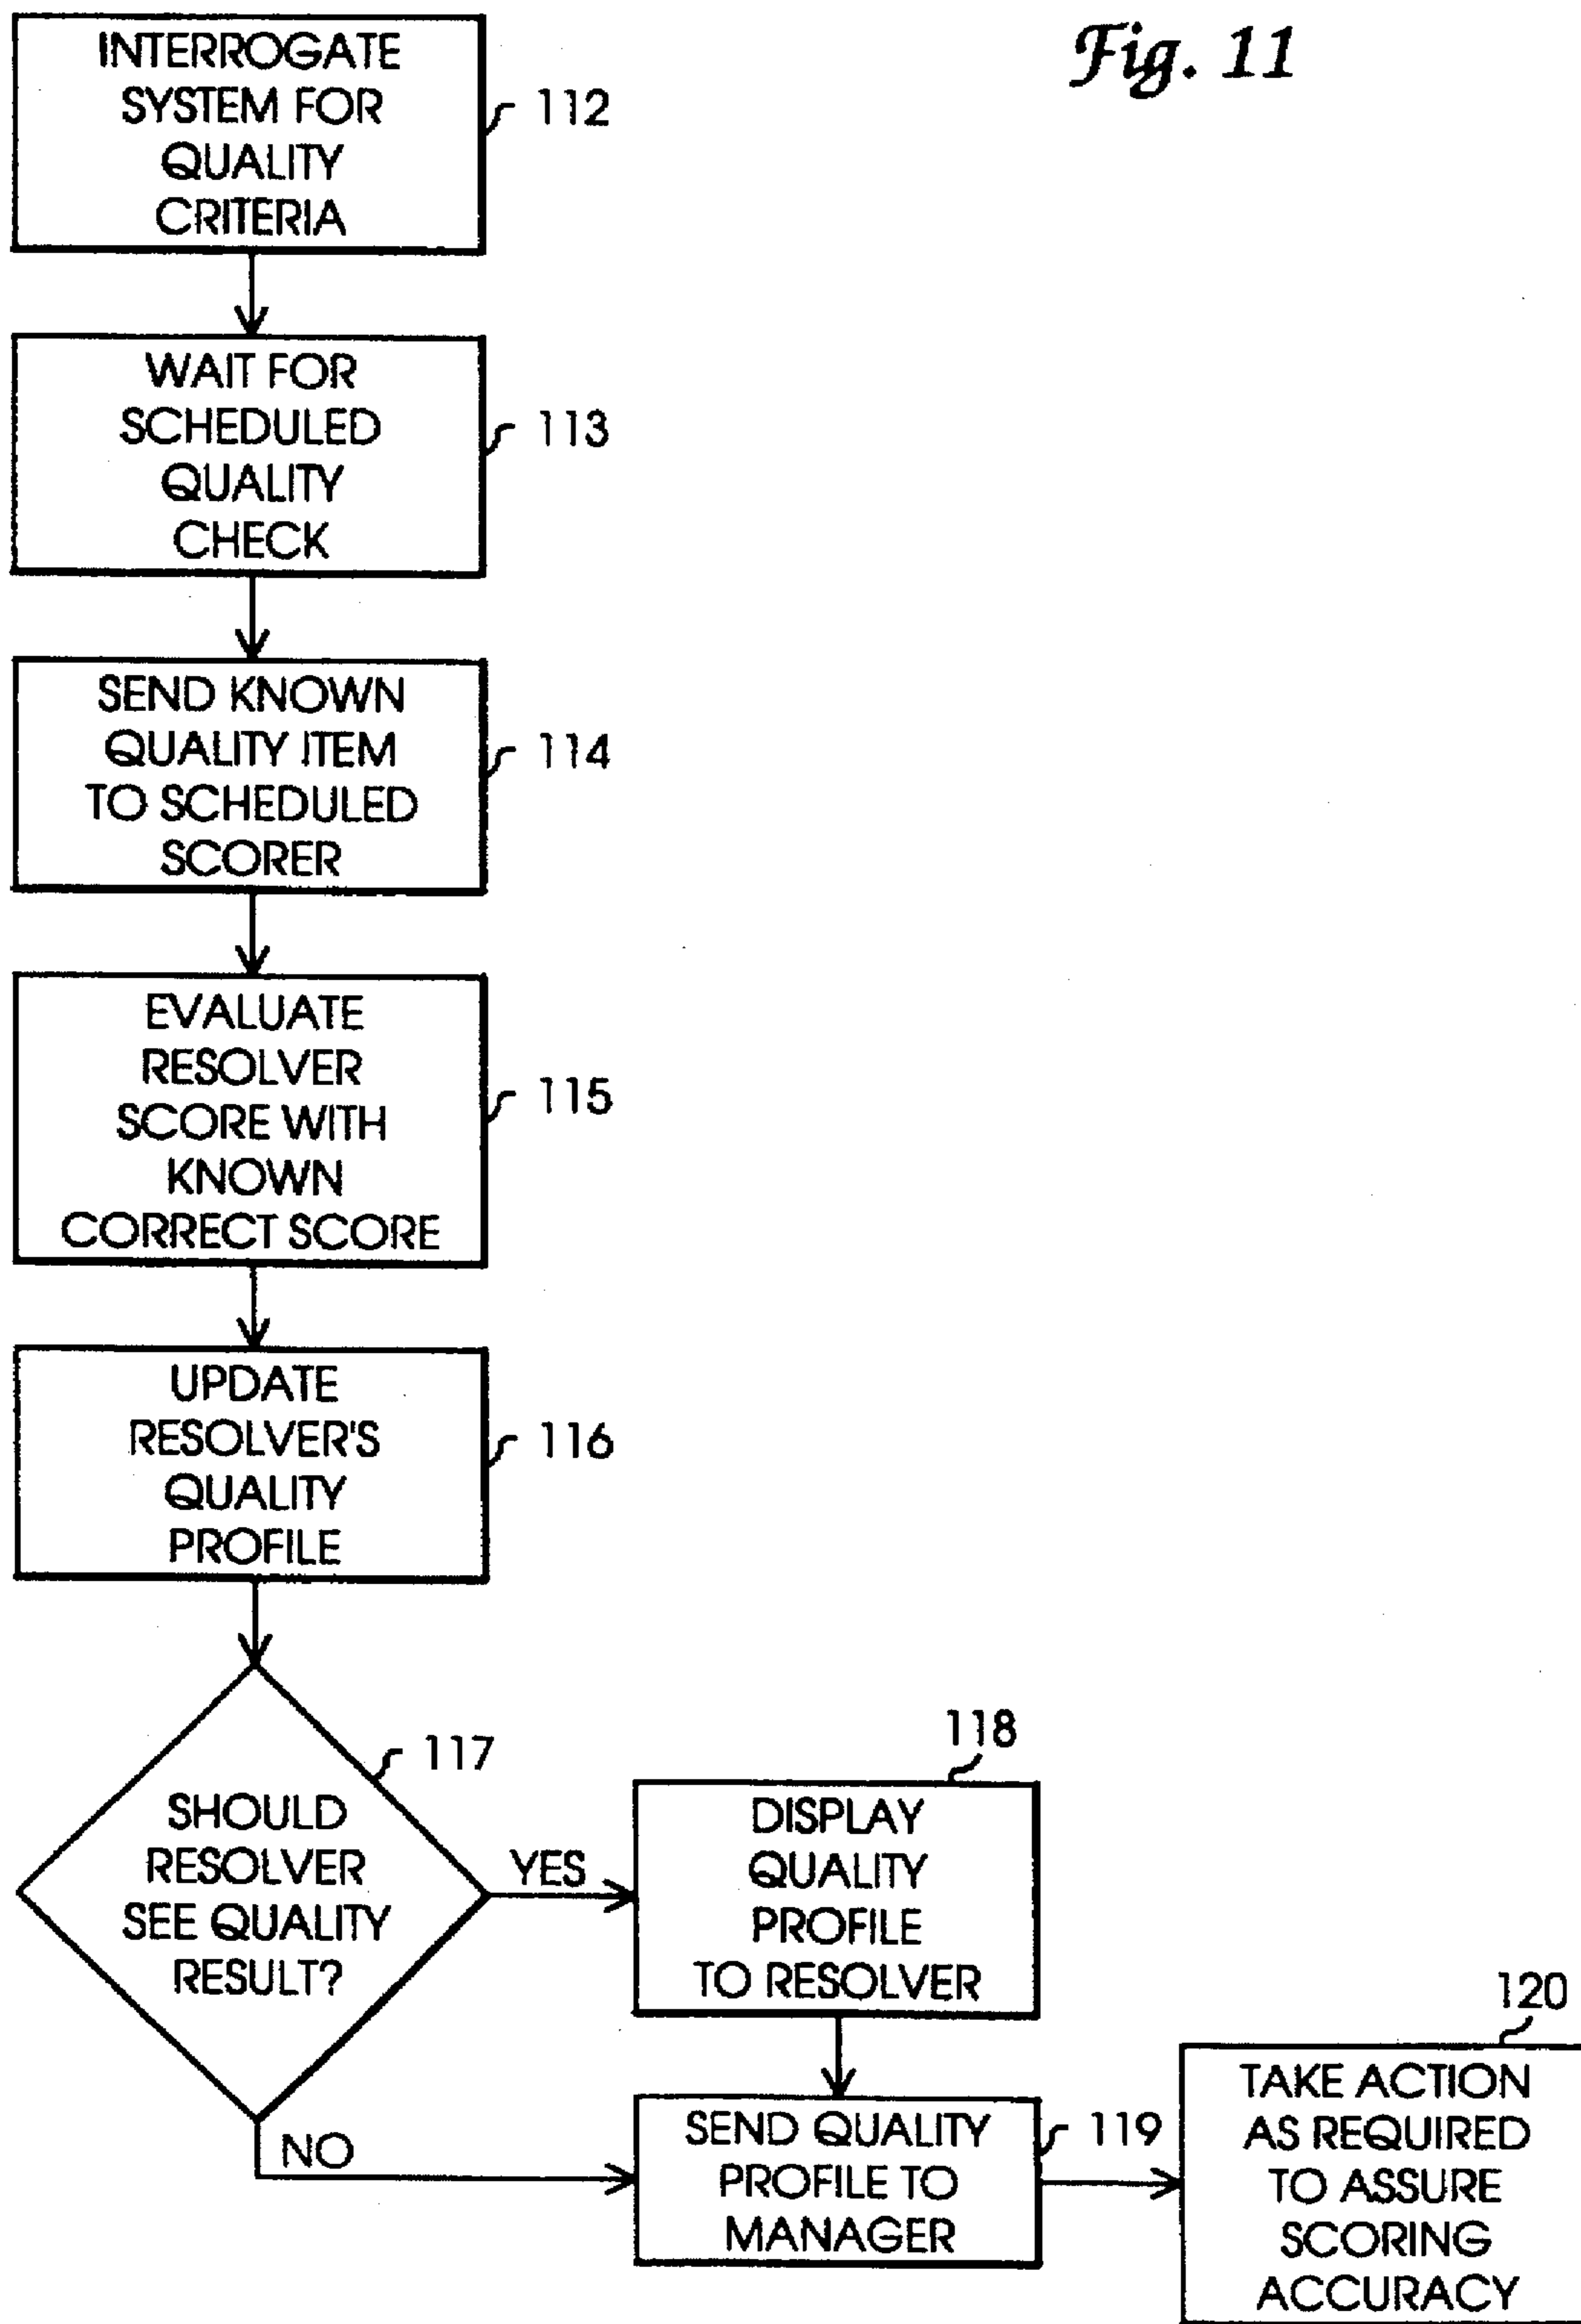 Fig. 11
INTERROGATE
SYSTEM FOR
QUALITY
CRITERIA
112
WAIT FOR
SCHEDULED
QUALITY
CHECK
113
SEND KNOWN
QUALITY ITEM
TO SCHEDULED
SCORER
114
EVALUATE
RESOLVER
SCORE WITH
KNOWN
CORRECT SCORE
115
UPDATE
RESOLVER'S
QUALITY
PROFILE
116
SHOULD
RESOLVER
SEE QUALITY
RESULT?
117
YES
NO
118
DISPLAY
QUALITY
PROFILE
TO RESOLVER
SEND QUALITY
PROFILE TO
MANAGER
119
120
TAKE ACTION
AS REQUIRED
TO ASSURE
SCORING
ACCURACY